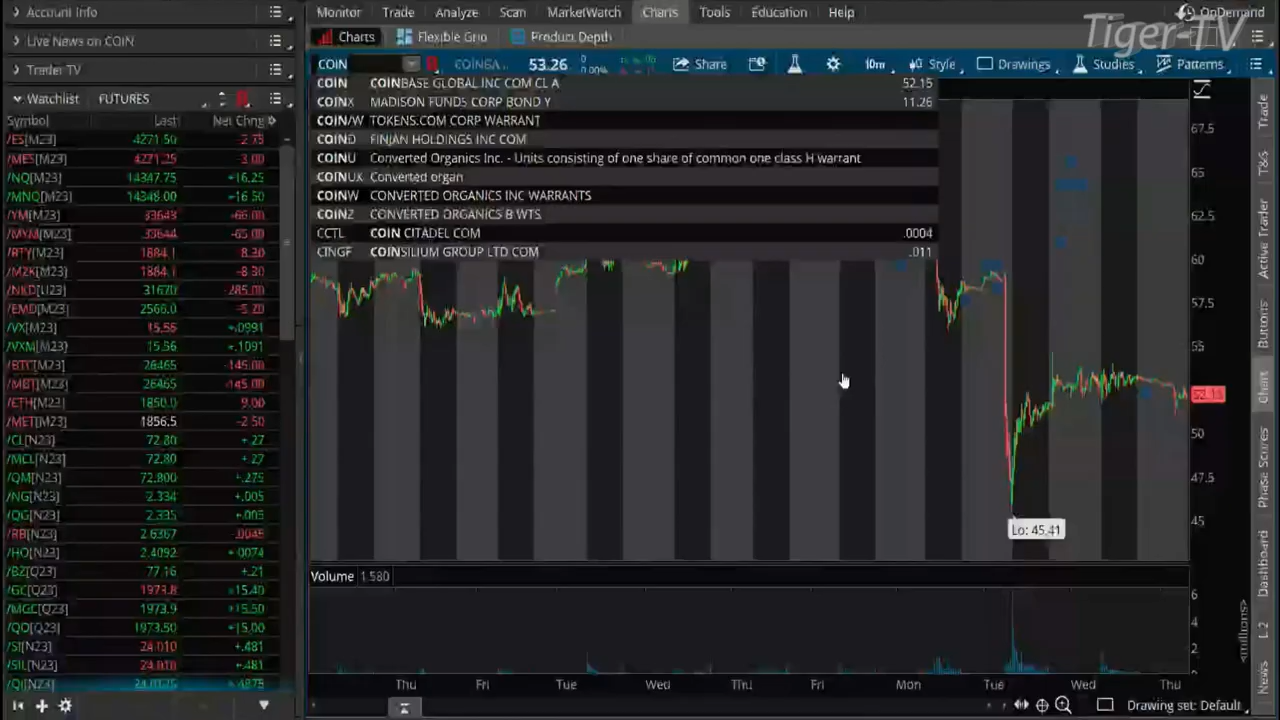 Account Info
Live News on COIN
Trader TV
Watchlist FUTURES
Symbol Last Net Chng
/ES[M23] 4271.50 -2.75
/MES[M23] 4271.25 -3.00
/NQ[M23] 14347.75 +16.25
/MNQ[M23] 14348.00 +16.50
/YM[M23] 33643 -66.00
/MYM[M23] 33644 -65.00
/RTY[M23] 1884.1 8.30
/M2K[M23] 1884.1 -8.30
/NKD[U23] 31670 -285.00
/EMD[M23] 2566.0 -5.20
/VX[M23] 15.55 +.0991
/VXM[M23] 15.56 +.1091
/BTC[M23] 26465 -145.00
/MBT[M23] 26465 -145.00
/ETH[M23] 1850.0 9.00
/MET[M23] 1856.5 -2.50
/CL[N23] 72.80 +.27
/MCL[N23] 72.80 +.27
/QM[N23] 72.800 +.275
/NG[N23] 2.334 +.005
/QG[N23] 2.335 +.005
/RB[N23] 2.6367 -.0045
/HO[N23] 2.4092 +.0074
/BZ[Q23] 77.16 +.21
/GC[Q23] 1973.8 +15.40
/MGC[Q23] 1973.9 +15.50
/QO[Q23] 1973.50 +15.00
/SI[N23] 24.010 +.481
/SIL[N23] 24.010 +.481
Monitor Trade Analyze Scan MarketWatch Charts Tools Education Help
OnDemand
Tiger-TV
Charts Flexible Grid Product Depth
COIN COINBA... 53.26 0 0.00% Share 10m Style Drawings Studies Patterns
COIN COINBASE GLOBAL INC COM CL A 52.15
COINX MADISON FUNDS CORP BOND Y 11.26
COIN/W TOKENS.COM CORP WARRANT
COIND FINJAN HOLDINGS INC COM
COINU Converted Organics Inc. - Units consisting of one share of common one class H warrant
COINUX Converted organ
COINW CONVERTED ORGANICS INC WARRANTS
COINZ CONVERTED ORGANICS B WTS
CCTL COIN CITADEL COM .0004
CINGF COINSILIUM GROUP LTD COM .011
67.5
65
62.5
60
57.5
55
52.15
50
47.5
45
Lo: 45.41
Volume 1.580
6
4
2
<millions>
Thu Fri Tue Wed Thu Fri Mon Tue Wed Thu
Drawing set: Default
Trade
T&S
Active Trader
Buttons
Chart
Phase Scores
Dashboard
L 2
News